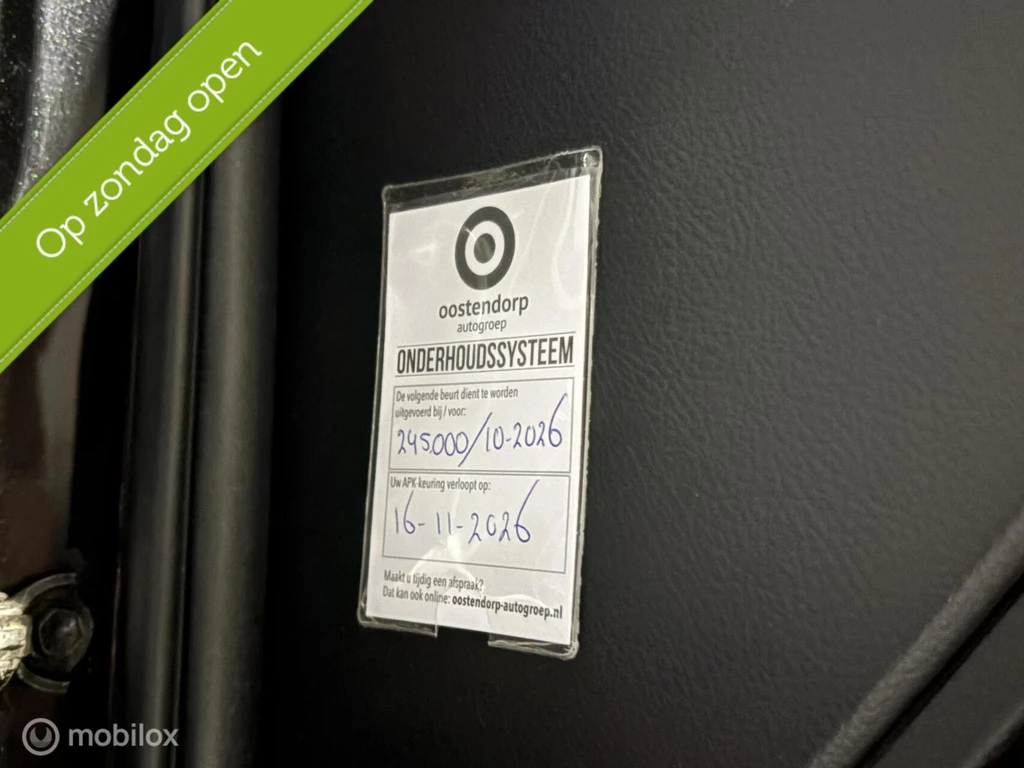 Op zondag open
oostendorp
autogroep
ONDERHOUDSSYSTEEM
De volgende beurt dient te worden
uitgevoerd bij / voor:
245.000/10-2026
Uw APK-keuring verloopt op:
16-11-2026
Maakt u tijdig een afspraak?
Dat kan ook online: oostendorp-autogroep.nl
mobilox